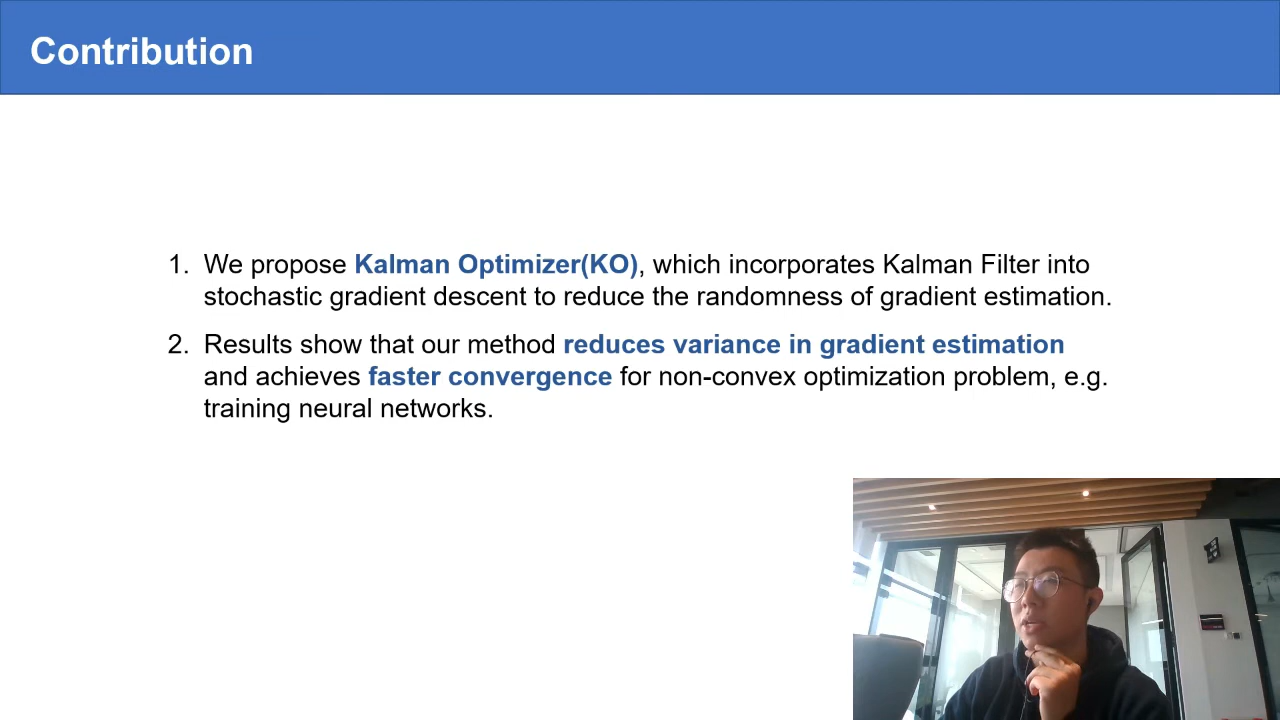 Contribution
1. We propose Kalman Optimizer(KO), which incorporates Kalman Filter into
stochastic gradient descent to reduce the randomness of gradient estimation.
2. Results show that our method reduces variance in gradient estimation
and achieves faster convergence for non-convex optimization problem, e.g.
training neural networks.